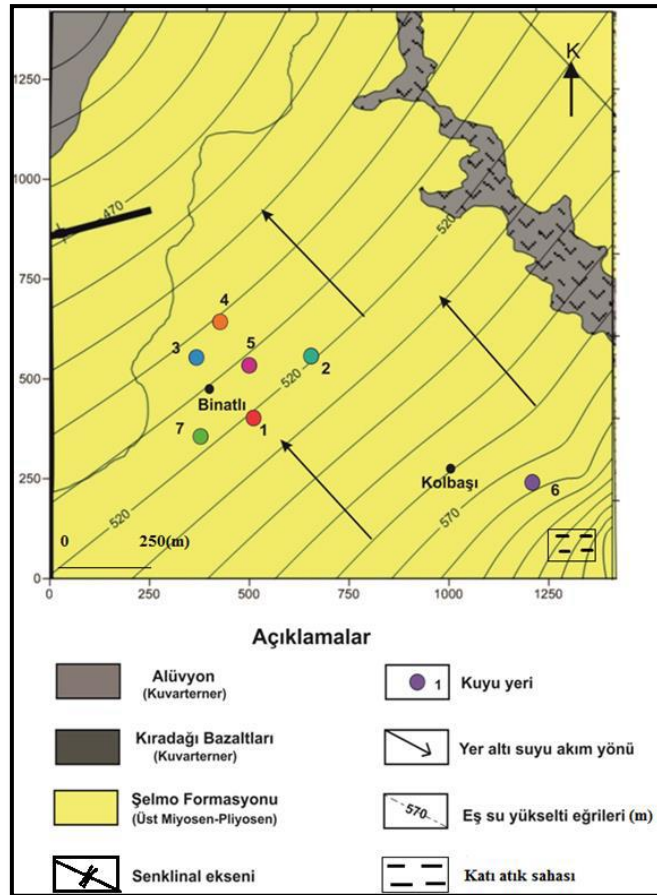 K
1250
1000
750
500
250
0
470
520
4
3
5
2
Binatlı
520
7
1
Kolbaşı
6
520
570
0 250(m)
0 250 500 750 1000 1250
Açıklamalar
Alüvyon
(Kuvarterner)
Kıradağı Bazaltları
(Kuvarterner)
Şelmo Formasyonu
(Üst Miyosen-Pliyosen)
Senklinal ekseni
1 Kuyu yeri
Yer altı suyu akım yönü
570 Eş su yükselti eğrileri (m)
Katı atık sahası